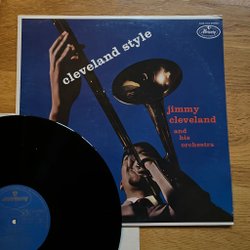 cleveland style
Mercury
jimmy
cleveland
and
his
orchestra